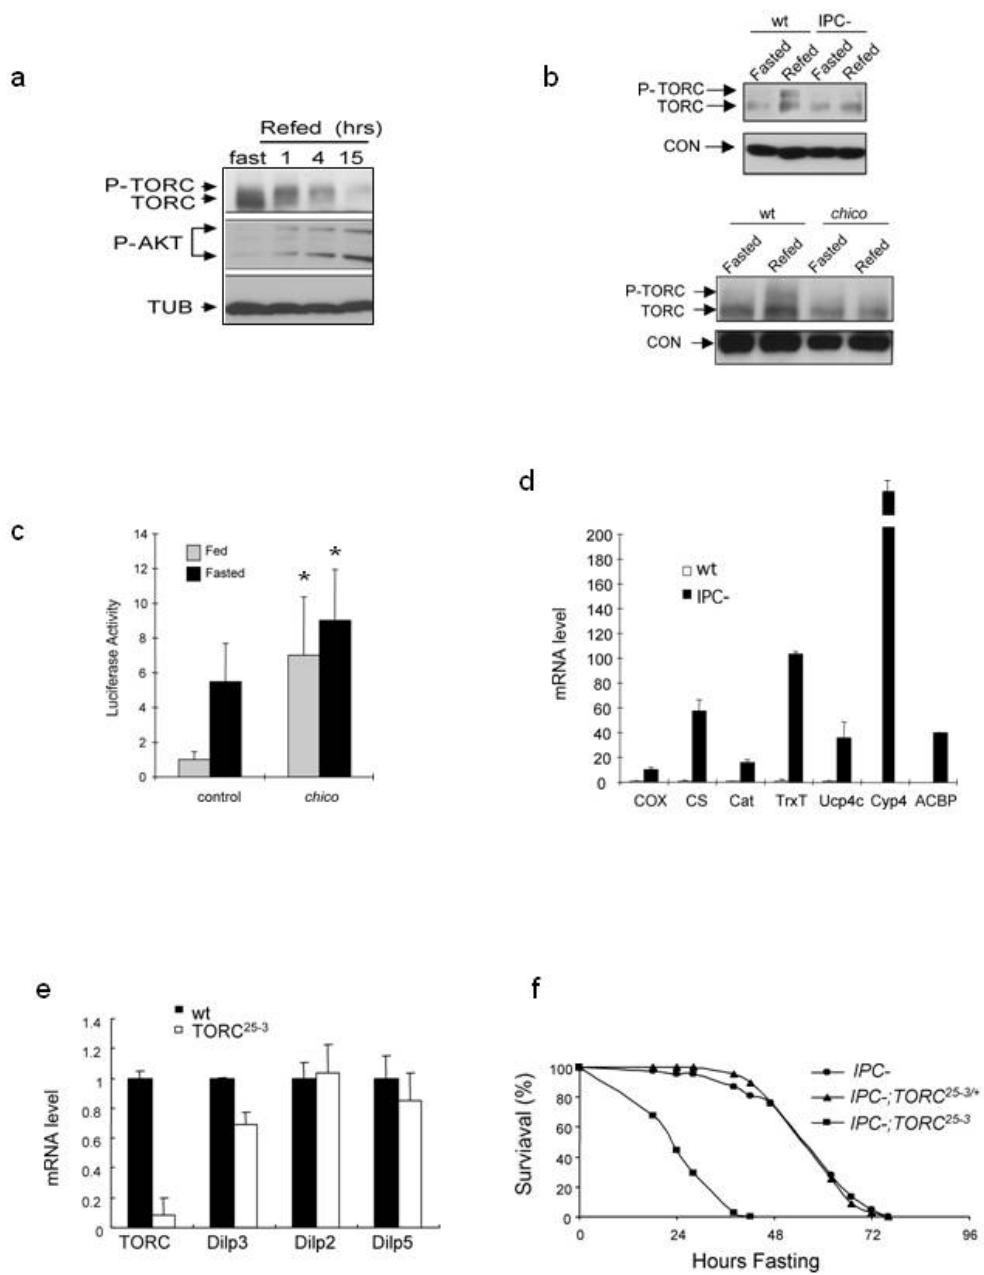 a
Refed (hrs)
fast 1 4 15
P-TORC
TORC
P-AKT
TUB
b
wt IPC-
Fasted Refed Fasted Refed
P-TORC
TORC
CON
wt chico
Fasted Refed Fasted Refed
P-TORC
TORC
CON
c
14
12
10
8
6
4
2
0
Luciferase Activity
Fed
Fasted
*
*
control chico
d
200
180
160
140
120
100
80
60
40
20
0
mRNA level
wt
IPC-
COX CS Cat TrxT Ucp4c Cyp4 ACBP
e
wt
TORC25-3
1.4
1.2
1
0.8
0.6
0.4
0.2
0
mRNA level
TORC Dilp3 Dilp2 Dilp5
f
100
80
60
40
20
0
Surviaval (%)
IPC-
IPC-;TORC25-3/+
IPC-;TORC25-3
0 24 48 72 96
Hours Fasting